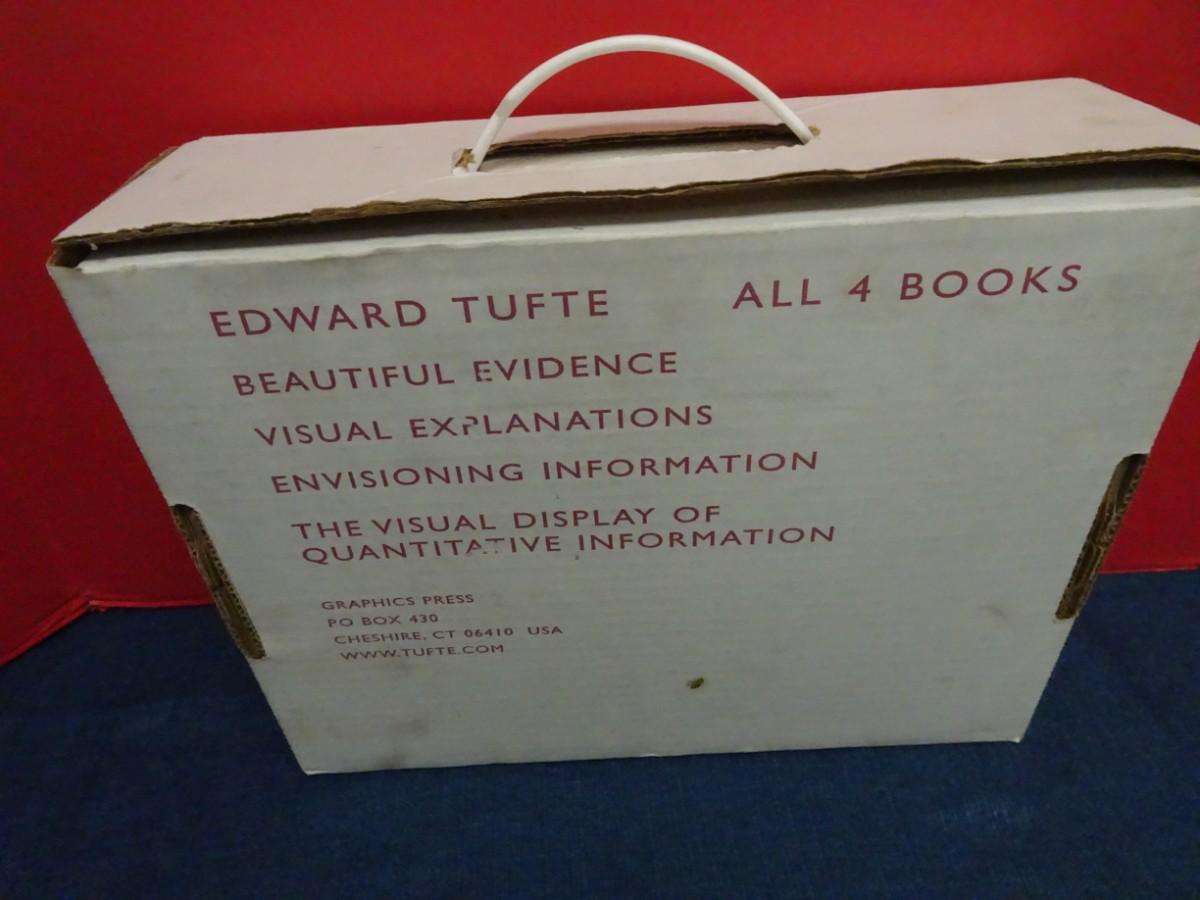 EDWARD TUFTE ALL 4 BOOKS
BEAUTIFUL EVIDENCE
VISUAL EXPLANATIONS
ENVISIONING INFORMATION
THE VISUAL DISPLAY OF
QUANTITATIVE INFORMATION
GRAPHICS PRESS
PO BOX 430
CHESHIRE, CT 06410 USA
WWW.TUFTE.COM